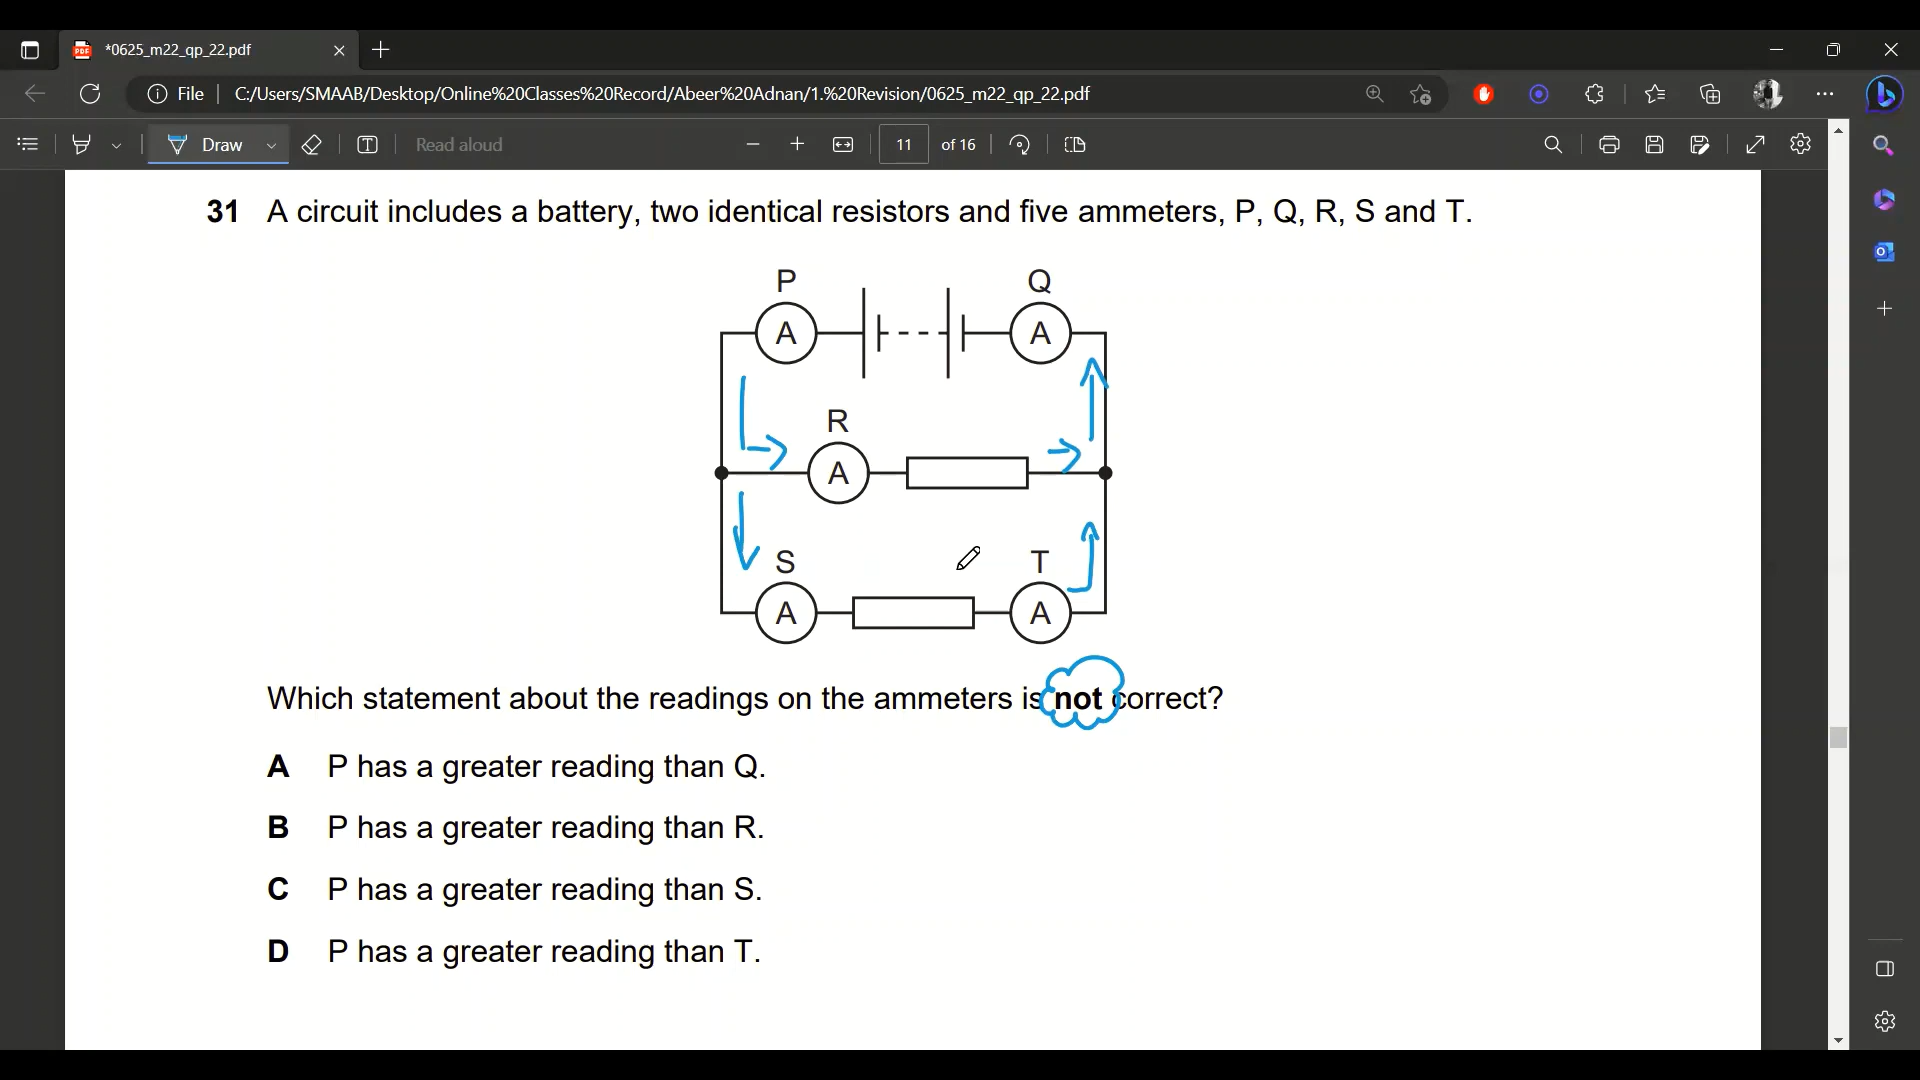 *0625_m22_qp_22.pdf
File
C:/Users/SMAAB/Desktop/Online%20Classes%20Record/Abeer%20Adnan/1.%20Revision/0625_m22_qp_22.pdf
Draw
Read aloud
11 of 16
31 A circuit includes a battery, two identical resistors and five ammeters, P, Q, R, S and T.
P Q
A A
R
A
S T
A A
Which statement about the readings on the ammeters is not correct?
A P has a greater reading than Q.
B P has a greater reading than R.
C P has a greater reading than S.
D P has a greater reading than T.